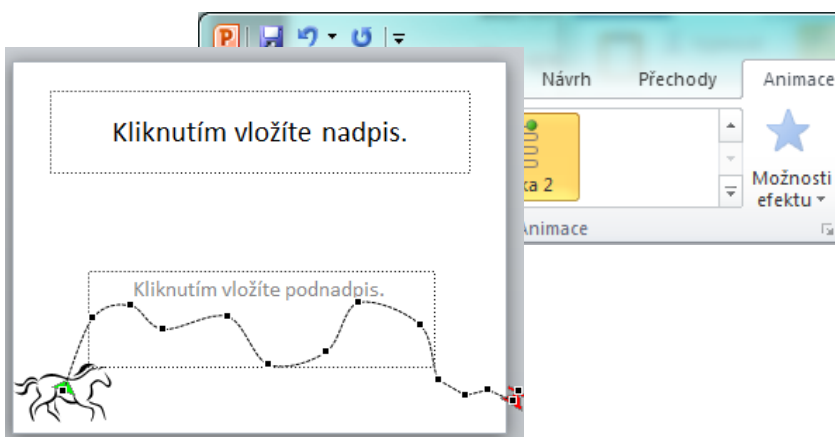 Návrh Přechody Animace
Kliknutím vložíte nadpis.
ka 2
Možnosti
efektu
Animace
Kliknutím vložíte podnadpis.